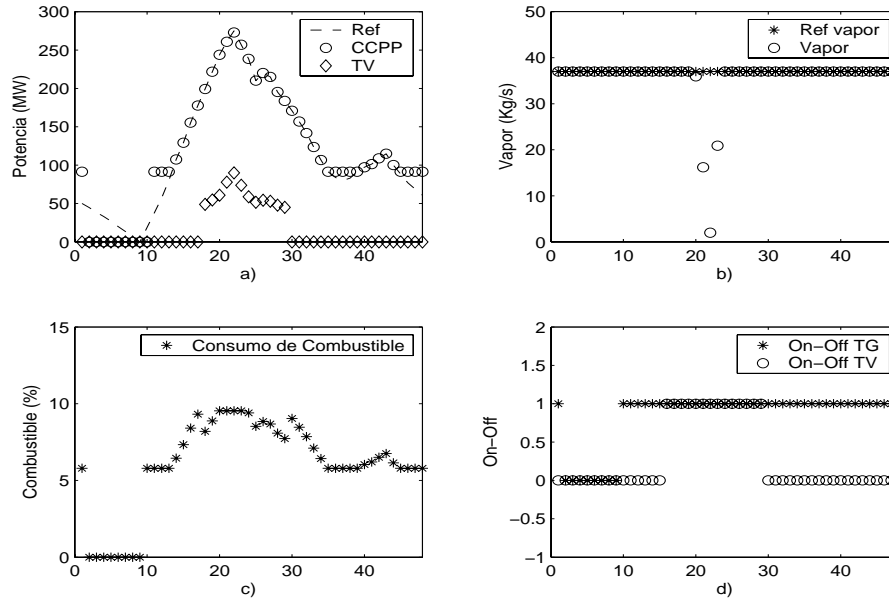 300
250
200
150
100
50
0
Potencia (MW)
Ref
CCPP
TV
0 10 20 30 40
a)
50
40
30
20
10
0
Vapor (Kg/s)
Ref vapor
Vapor
0 10 20 30 40
b)
15
10
5
0
Combustible (%)
Consumo de Combustible
0 10 20 30 40
c)
2
1.5
1
0.5
0
−0.5
−1
On−Off
On−Off TG
On−Off TV
0 10 20 30 40
d)